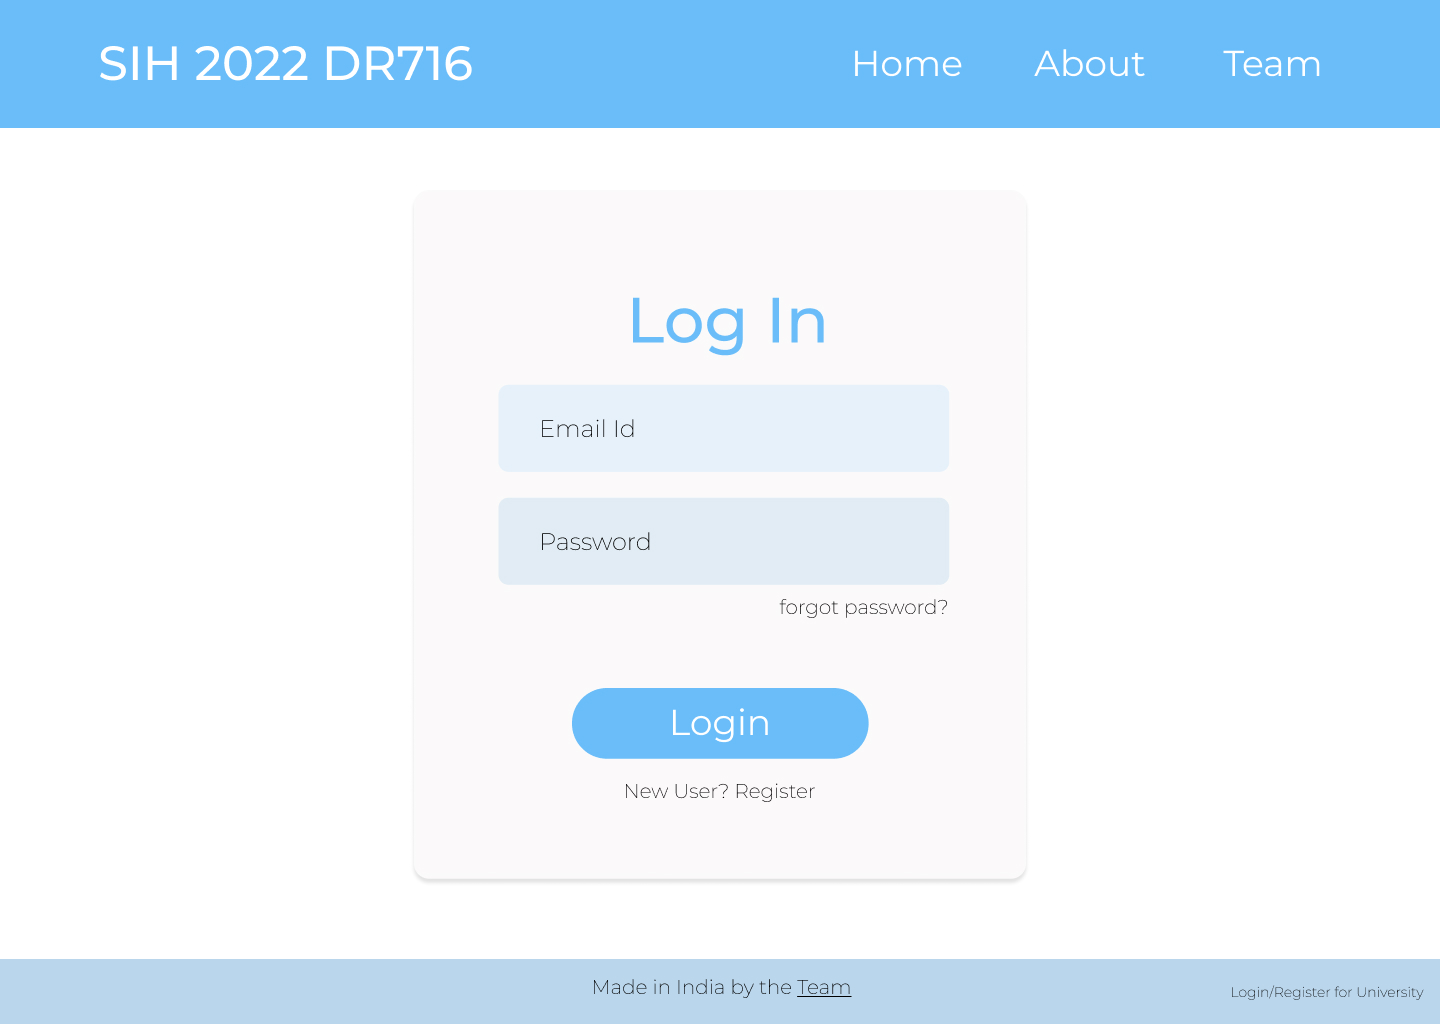 SIH 2022 DR716 Home About Team
Log In
Email Id
Password
forgot password?
Login
New User? Register
Made in India by the Team
Login/Register for University